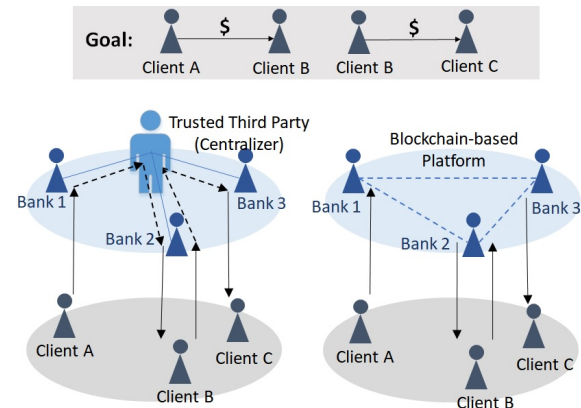 Goal:
$
$
Client A
Client B
Client B
Client C
Trusted Third Party
(Centralizer)
Bank 1
Bank 2
Bank 3
Client A
Client B
Client C
Blockchain-based
Platform
Bank 1
Bank 2
Bank 3
Client A
Client B
Client C